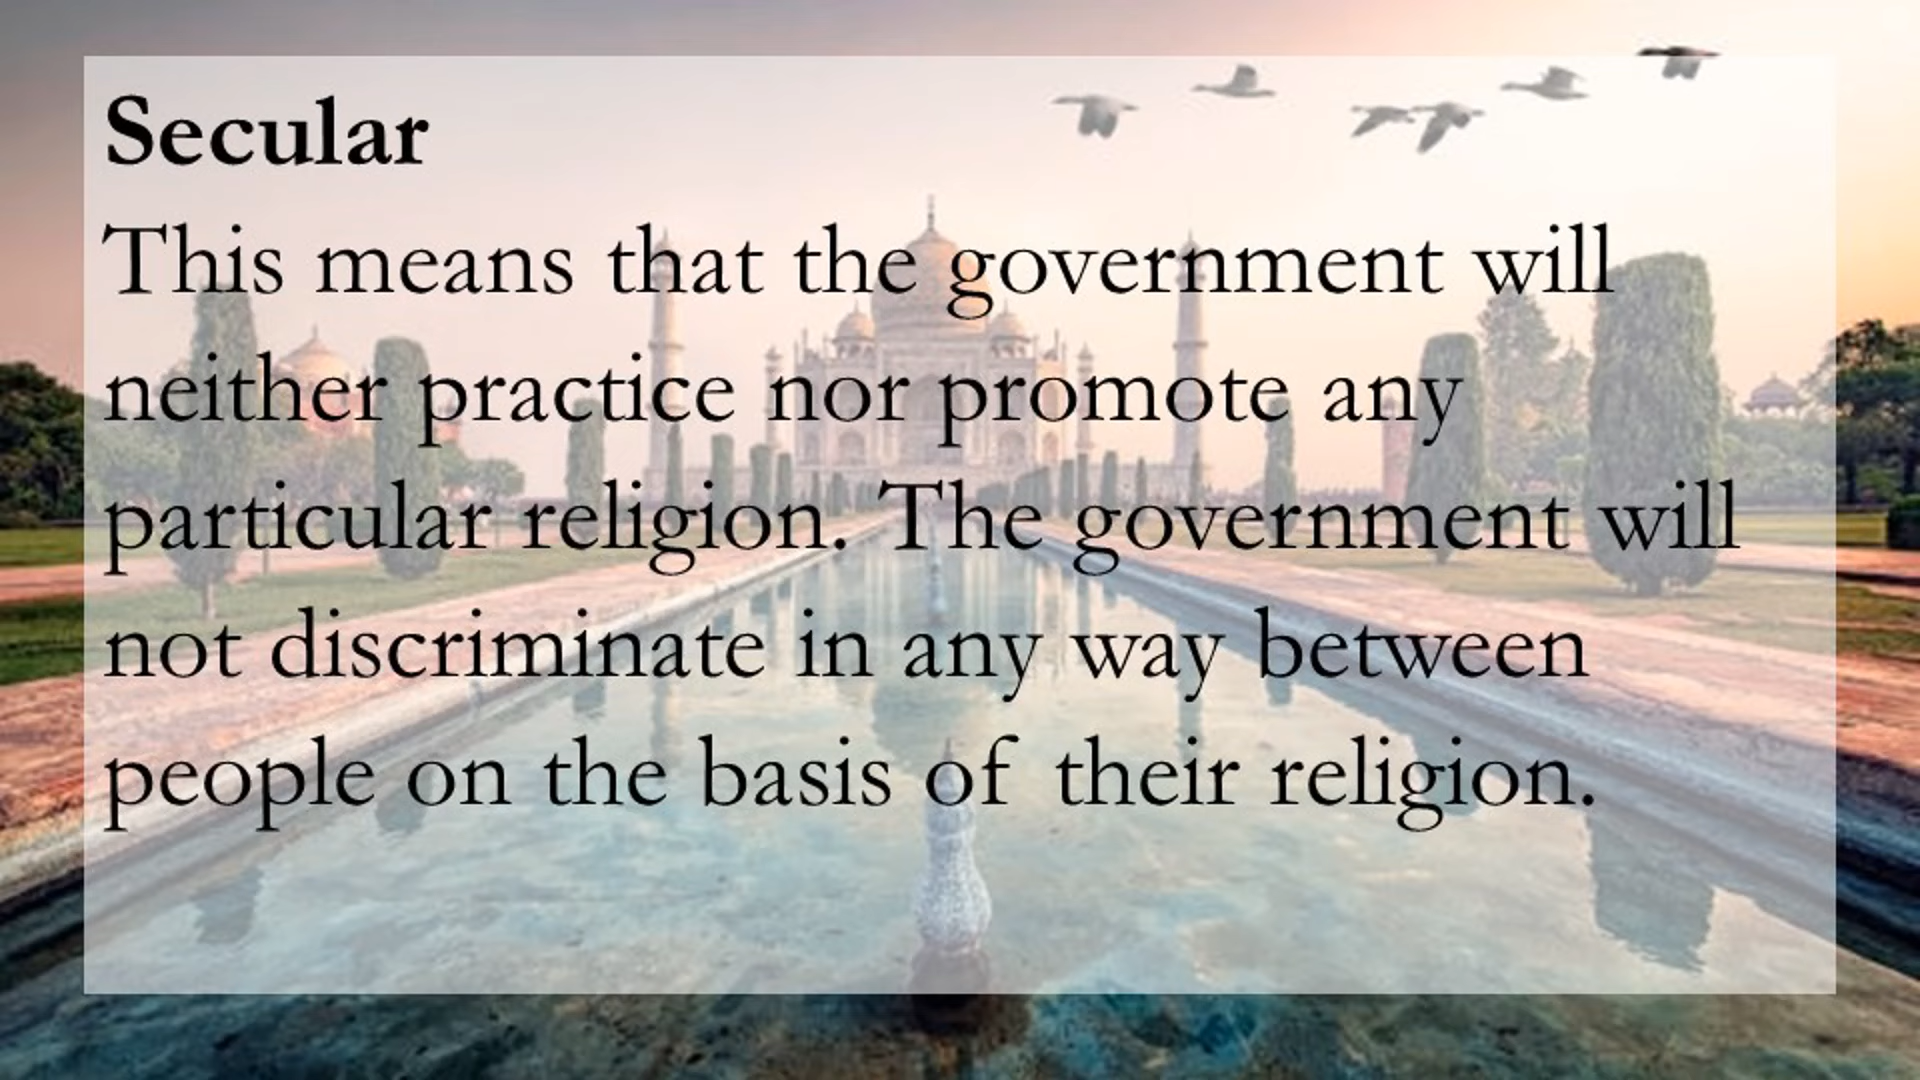 Secular
This means that the government will
neither practice nor promote any
particular religion. The government will
not discriminate in any way between
people on the basis of their religion.